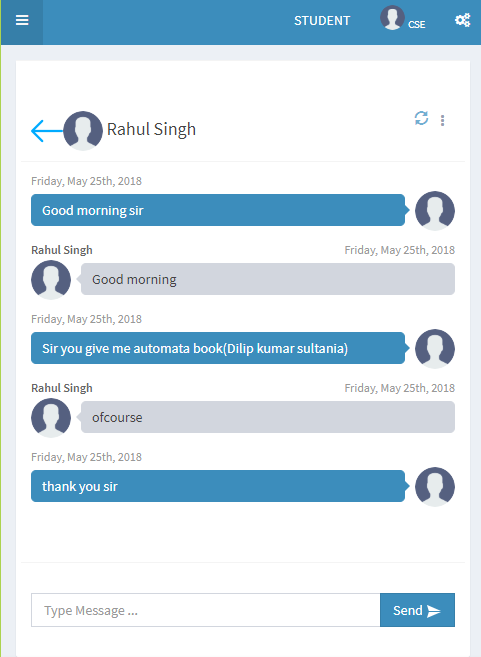 STUDENT CSE
Rahul Singh
Friday, May 25th, 2018
Good morning sir
Rahul Singh Friday, May 25th, 2018
Good morning
Friday, May 25th, 2018
Sir you give me automata book(Dilip kumar sultania)
Rahul Singh Friday, May 25th, 2018
ofcourse
Friday, May 25th, 2018
thank you sir
Type Message ... Send